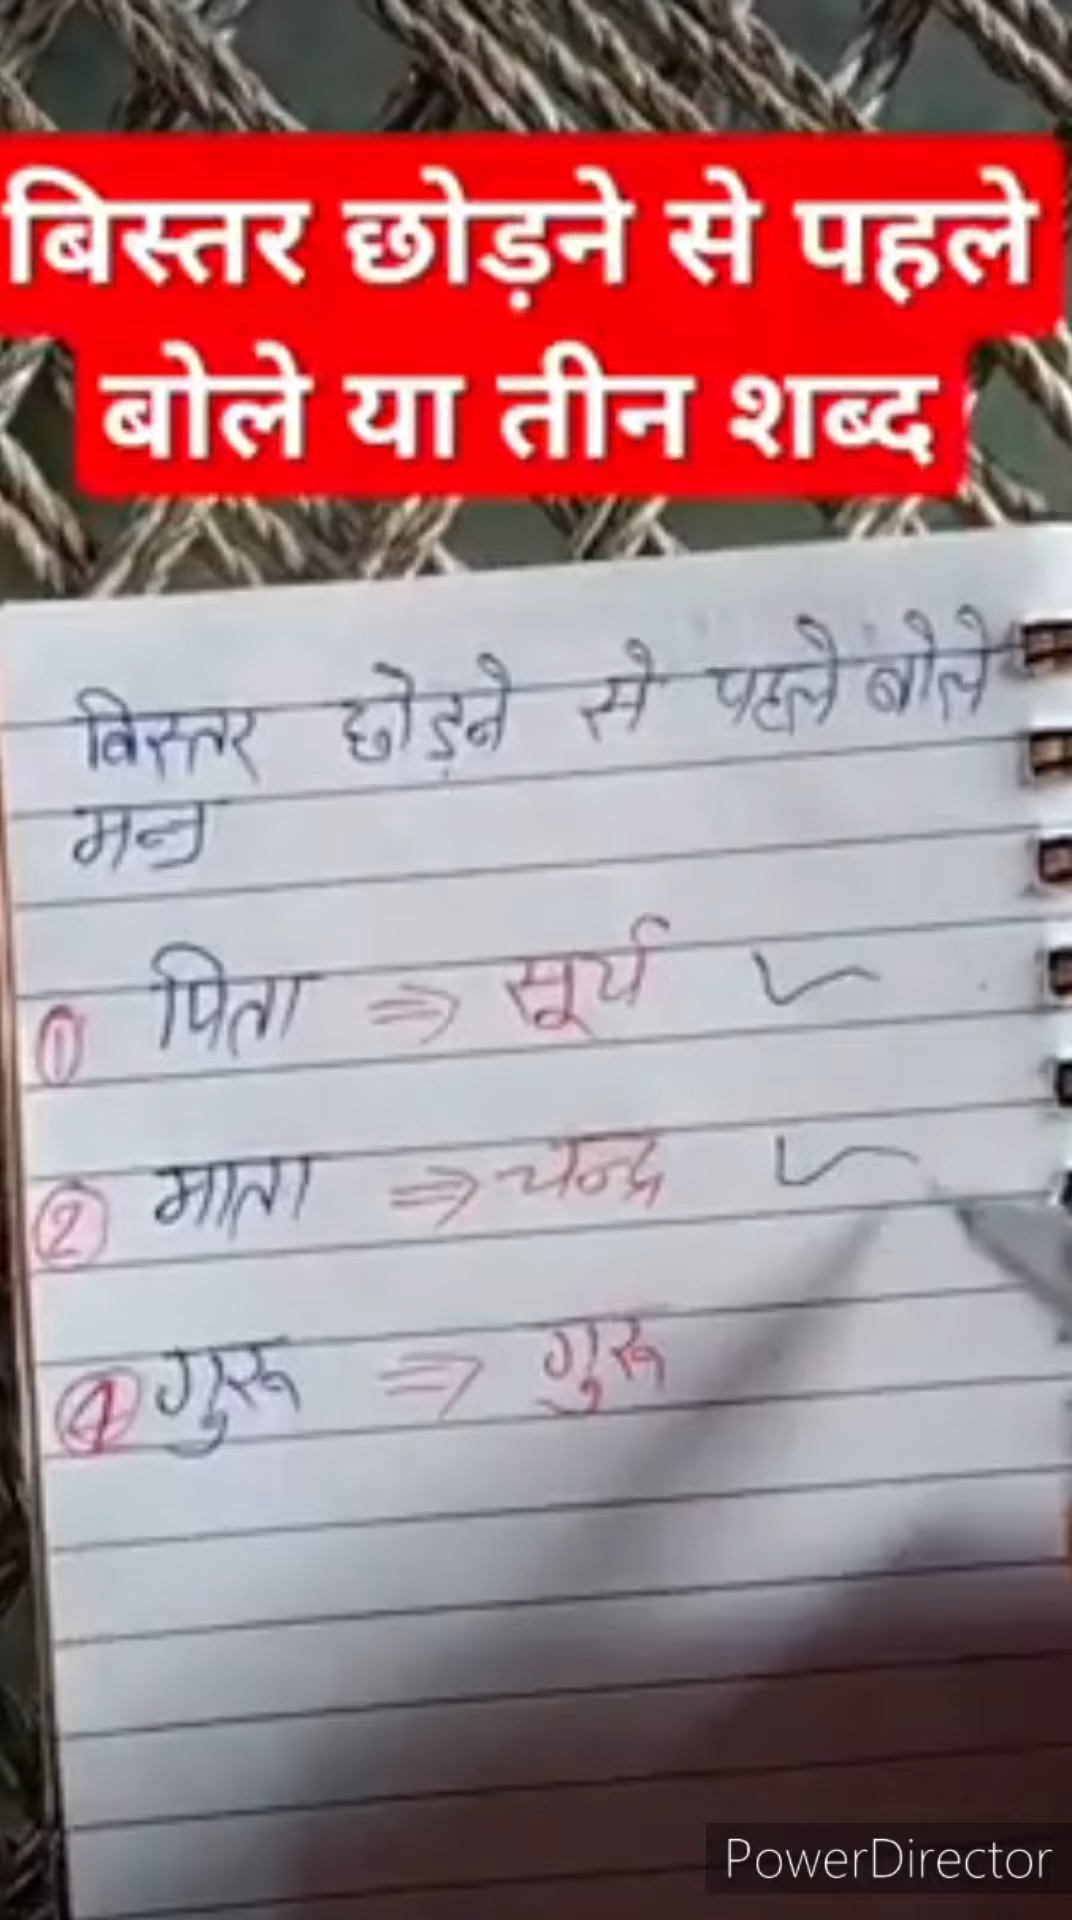 बिस्तर छोड़ने से पहले
बोले या तीन शब्द
बिस्तर छोड़ने से पहले बोले
मन्त्र
① पिता ⇒ सूर्य
② माता ⇒ चन्द्र
④ गुरू ⇒ गुरू
PowerDirector